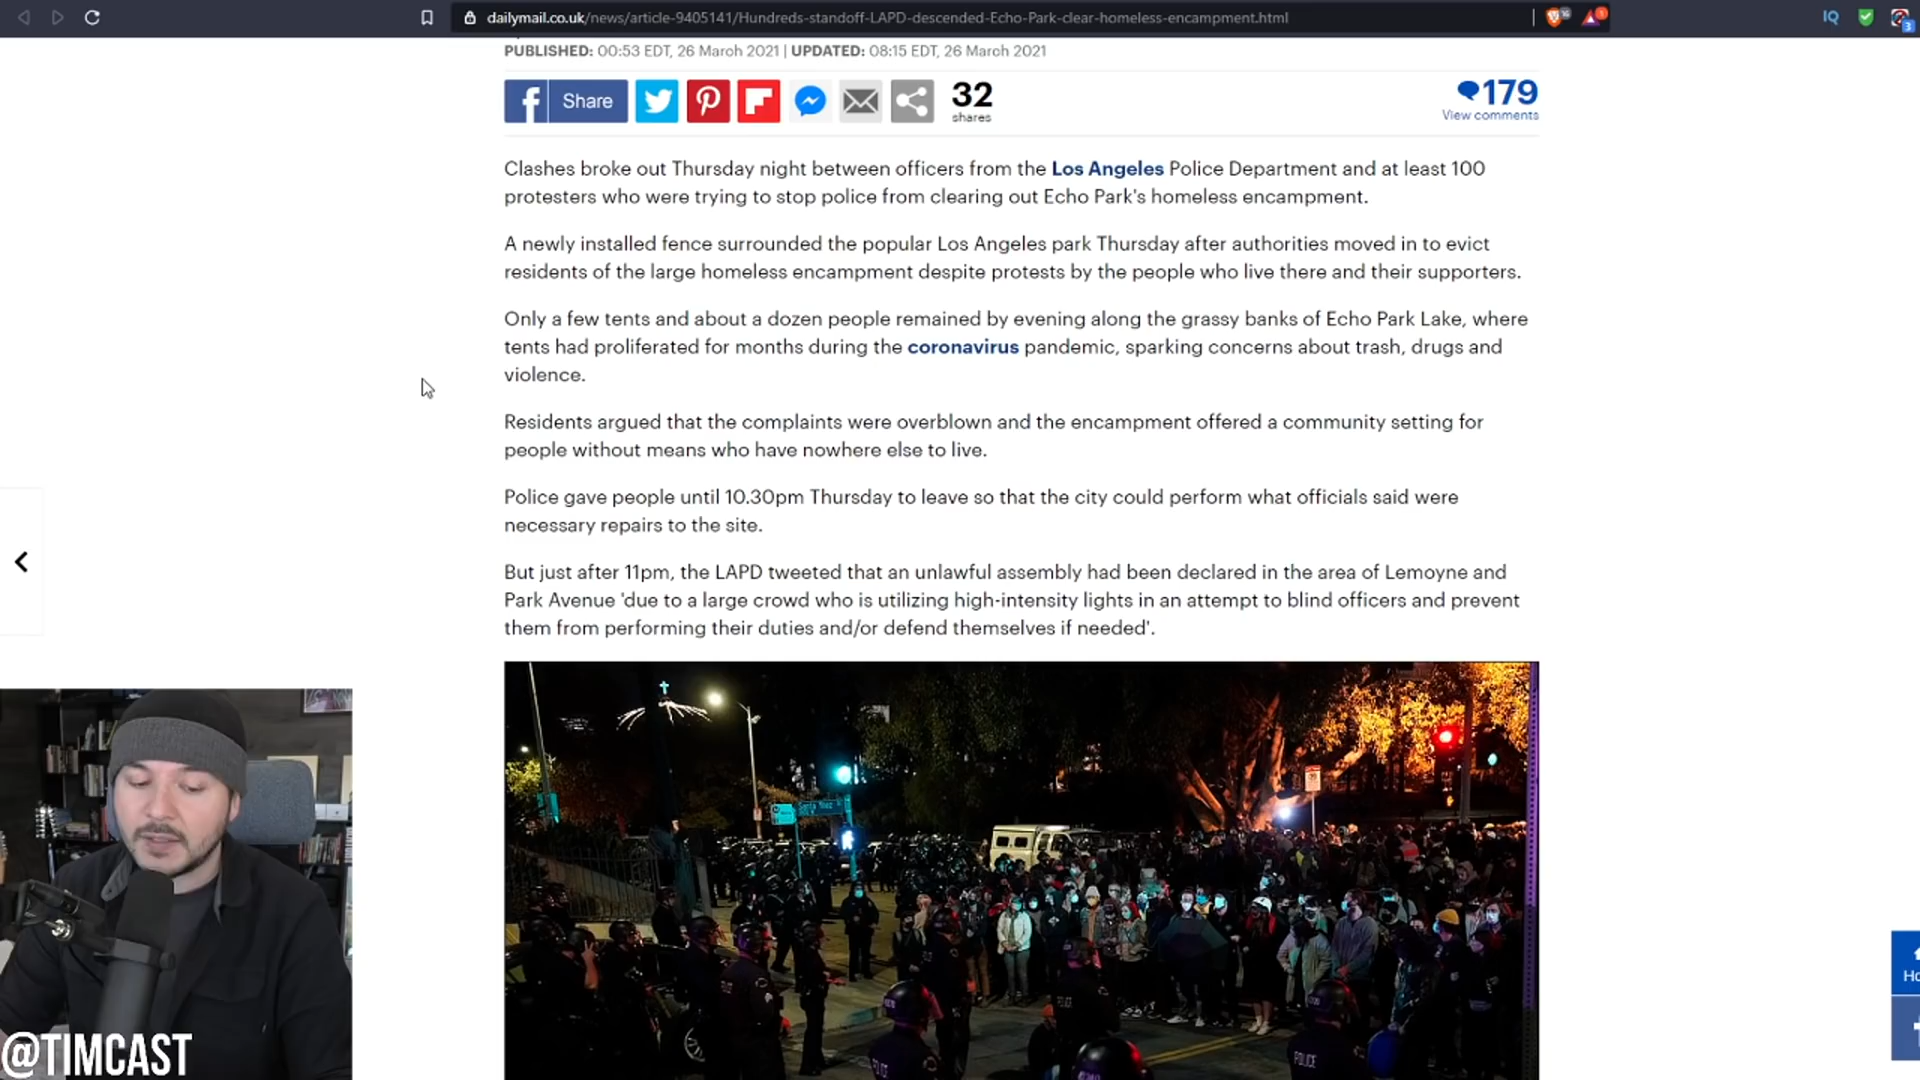 dailymail.co.uk/news/article-9405141/Hundreds-standoff-LAPD-descended-Echo-Park-clear-homeless-encampment.html
IQ
3
PUBLISHED: 00:53 EDT, 26 March 2021 | UPDATED: 08:15 EDT, 26 March 2021
Share
32
shares
179
View comments
Clashes broke out Thursday night between officers from the Los Angeles Police Department and at least 100
protesters who were trying to stop police from clearing out Echo Park's homeless encampment.
A newly installed fence surrounded the popular Los Angeles park Thursday after authorities moved in to evict
residents of the large homeless encampment despite protests by the people who live there and their supporters.
Only a few tents and about a dozen people remained by evening along the grassy banks of Echo Park Lake, where
tents had proliferated for months during the coronavirus pandemic, sparking concerns about trash, drugs and
violence.
Residents argued that the complaints were overblown and the encampment offered a community setting for
people without means who have nowhere else to live.
Police gave people until 10.30pm Thursday to leave so that the city could perform what officials said were
necessary repairs to the site.
But just after 11pm, the LAPD tweeted that an unlawful assembly had been declared in the area of Lemoyne and
Park Avenue 'due to a large crowd who is utilizing high-intensity lights in an attempt to blind officers and prevent
them from performing their duties and/or defend themselves if needed'.
Santa Ynez
POLICE
POLICE
Ho
@TIMCAST